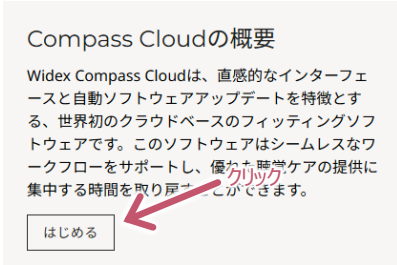 Compass Cloudの概要
Widex Compass Cloudは、直感的なインターフェ
ースと自動ソフトウェアアップデートを特徴とす
る、世界初のクラウドベースのフィッティングソフ
トウェアです。このソフトウェアはシームレスなワ
ークフローをサポートし、優れた聴覚ケアの提供に
集中する時間を取り戻すことができます。
クリック
はじめる